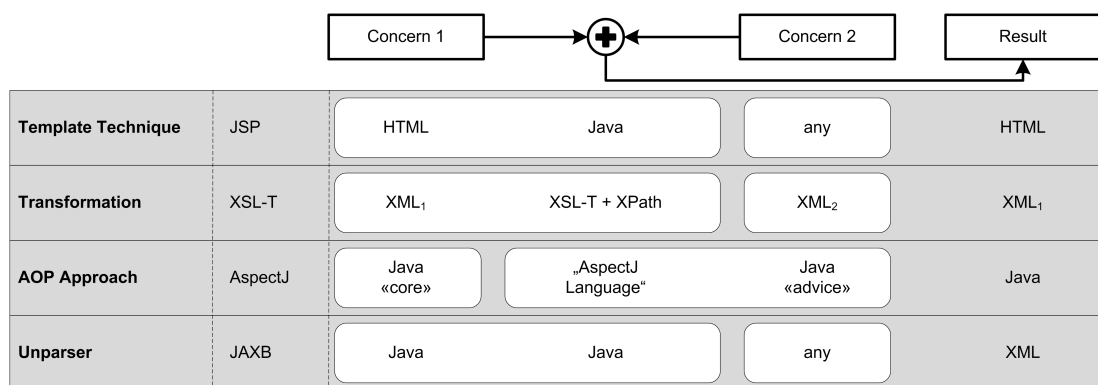 Concern 1
Concern 2
Result
Template Technique JSP HTML Java any HTML
Transformation XSL-T XML₁ XSL-T + XPath XML₂ XML₁
AOP Approach AspectJ Java «core» „AspectJ Language“ Java «advice» Java
Unparser JAXB Java Java any XML